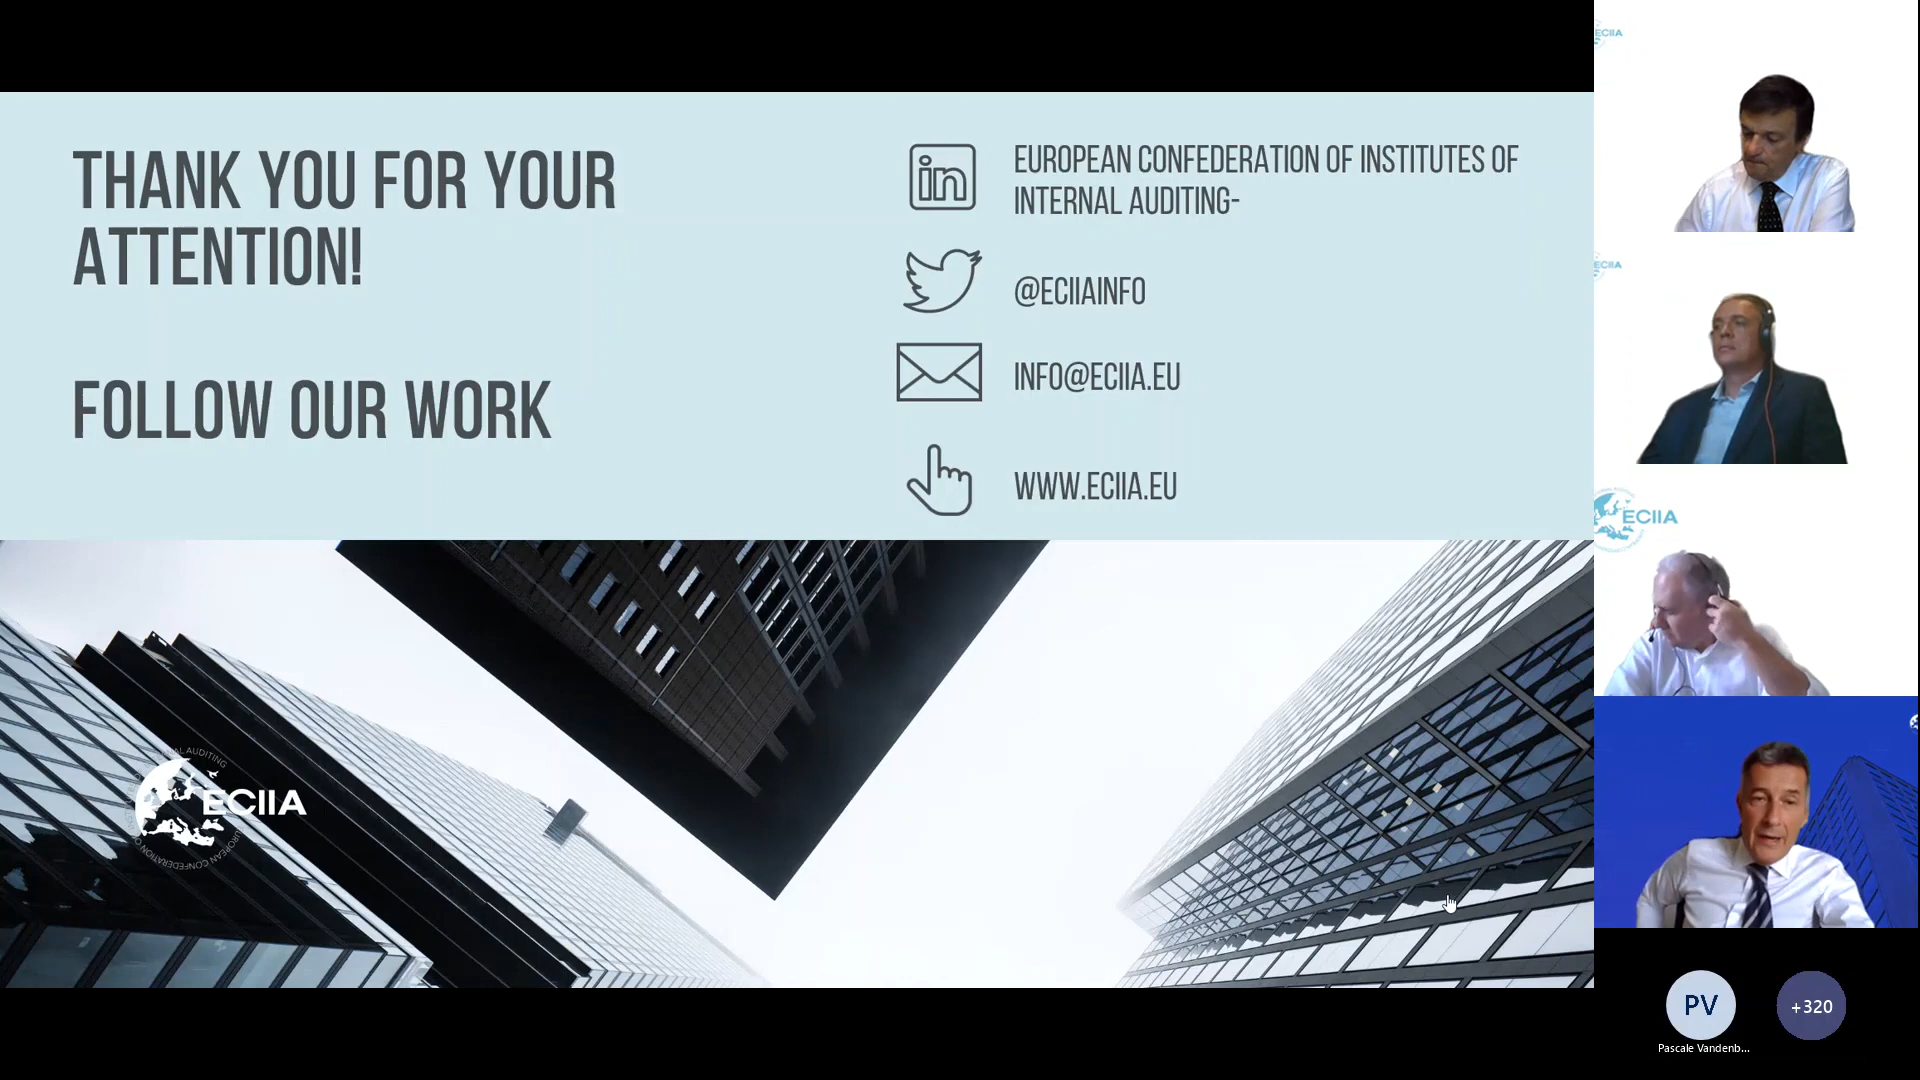 THANK YOU FOR YOUR
ATTENTION!
FOLLOW OUR WORK
EUROPEAN CONFEDERATION OF INSTITUTES OF
INTERNAL AUDITING-
@ECIIAINFO
INFO@ECIIA.EU
WWW.ECIIA.EU
ECIIA
ECIIA
ECIIA
ECIIA
PV
+320
Pascale Vandenb...